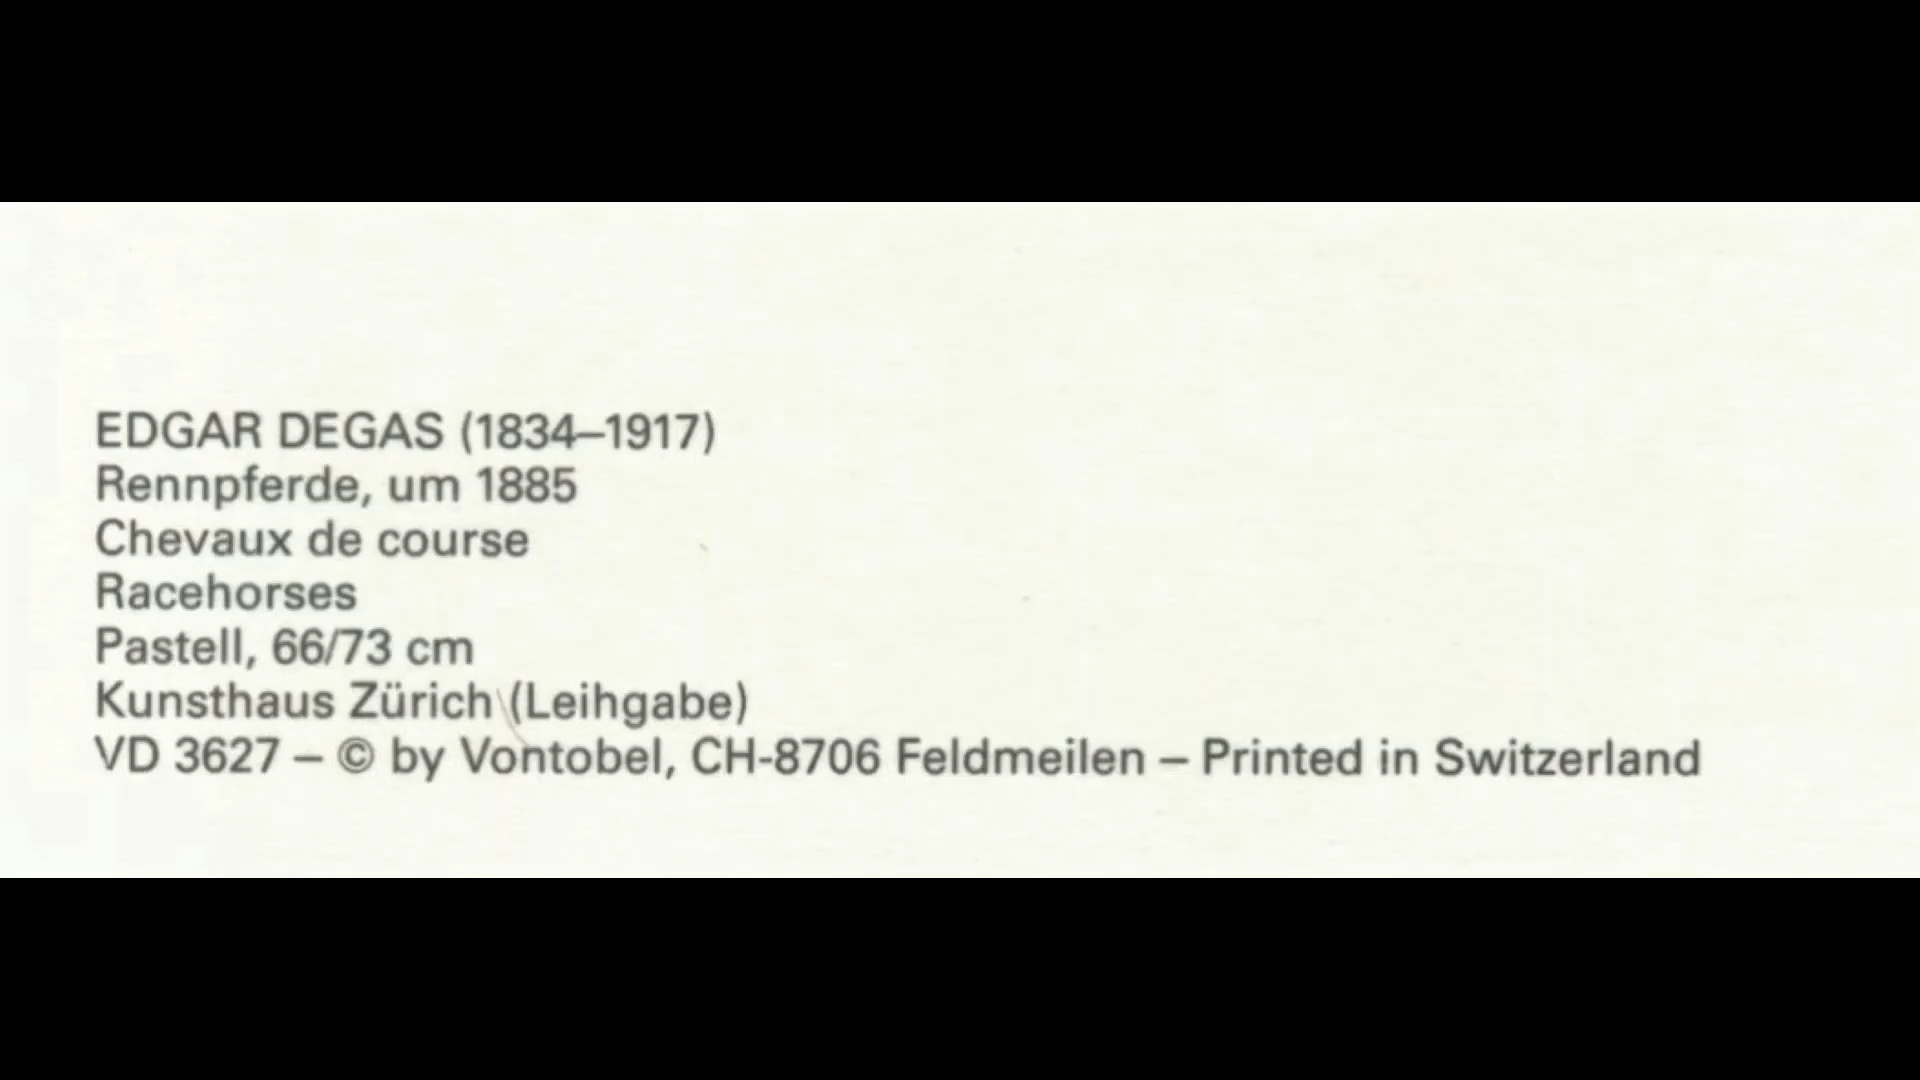 EDGAR DEGAS (1834–1917)
Rennpferde, um 1885
Chevaux de course
Racehorses
Pastell, 66/73 cm
Kunsthaus Zürich (Leihgabe)
VD 3627 – © by Vontobel, CH-8706 Feldmeilen – Printed in Switzerland